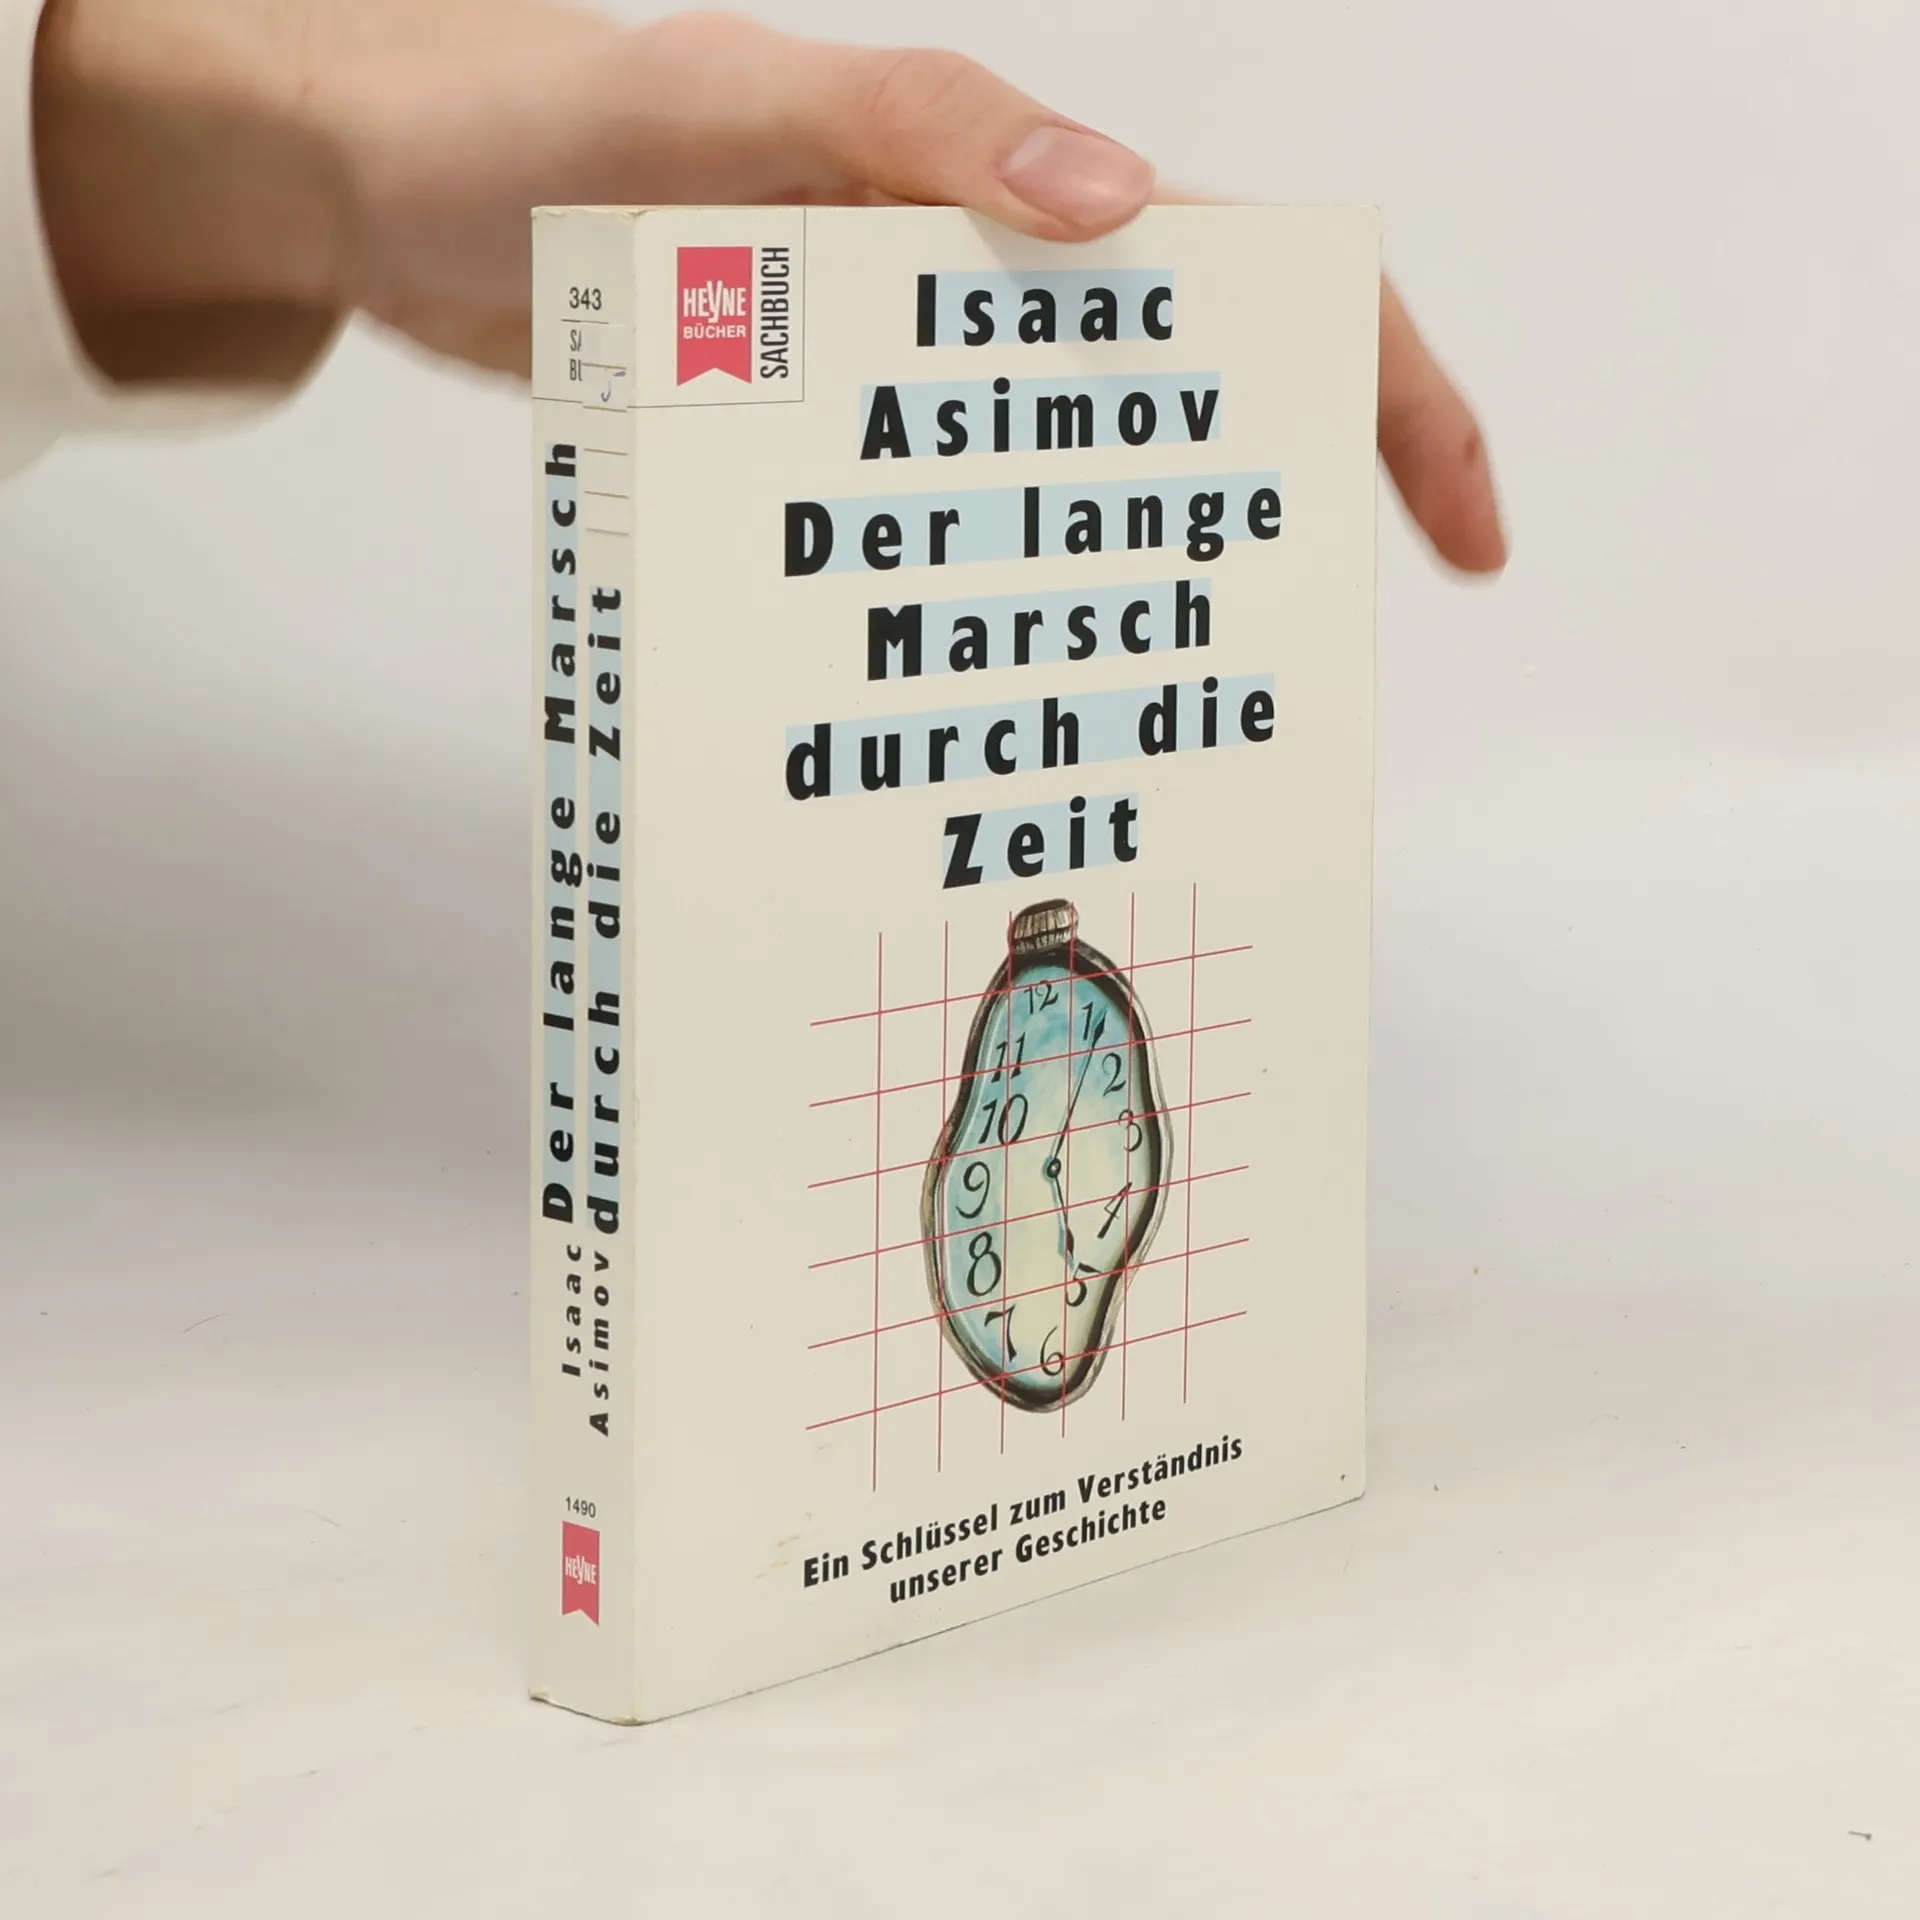 343
HEYNE
BÜCHER
SACHBUCH
Isaac
Asimov
Der lange
Marsch
durch die
Zeit
12
1
11
2
10
3
9
4
8
5
7
6
Ein Schlüssel zum Verständnis
unserer Geschichte
Der lange Marsch
durch die Zeit
Isaac
Asimov
1490
HEYNE